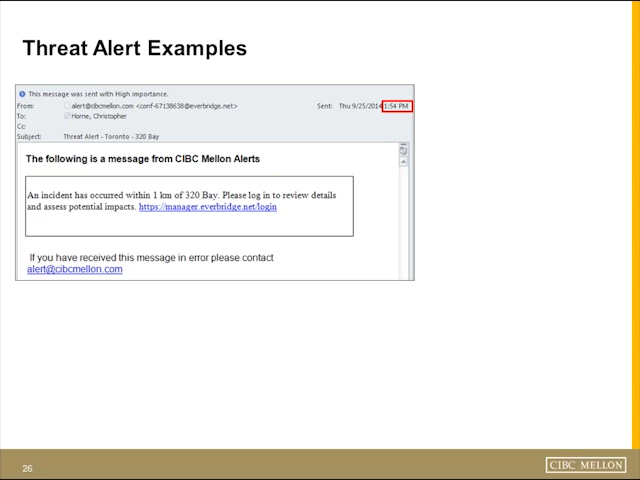 Threat Alert Examples
This message was sent with High importance.
From: alert@cibcmellon.com <conf-67138638@everbridge.net> Sent: Thu 9/25/2014 1:54 PM
To: Horne, Christopher
Cc:
Subject: Threat Alert - Toronto - 320 Bay
The following is a message from CIBC Mellon Alerts
An incident has occurred within 1 km of 320 Bay. Please log in to review details
and assess potential impacts. https://manager.everbridge.net/login
If you have received this message in error please contact
alert@cibcmellon.com
26
CIBC MELLON